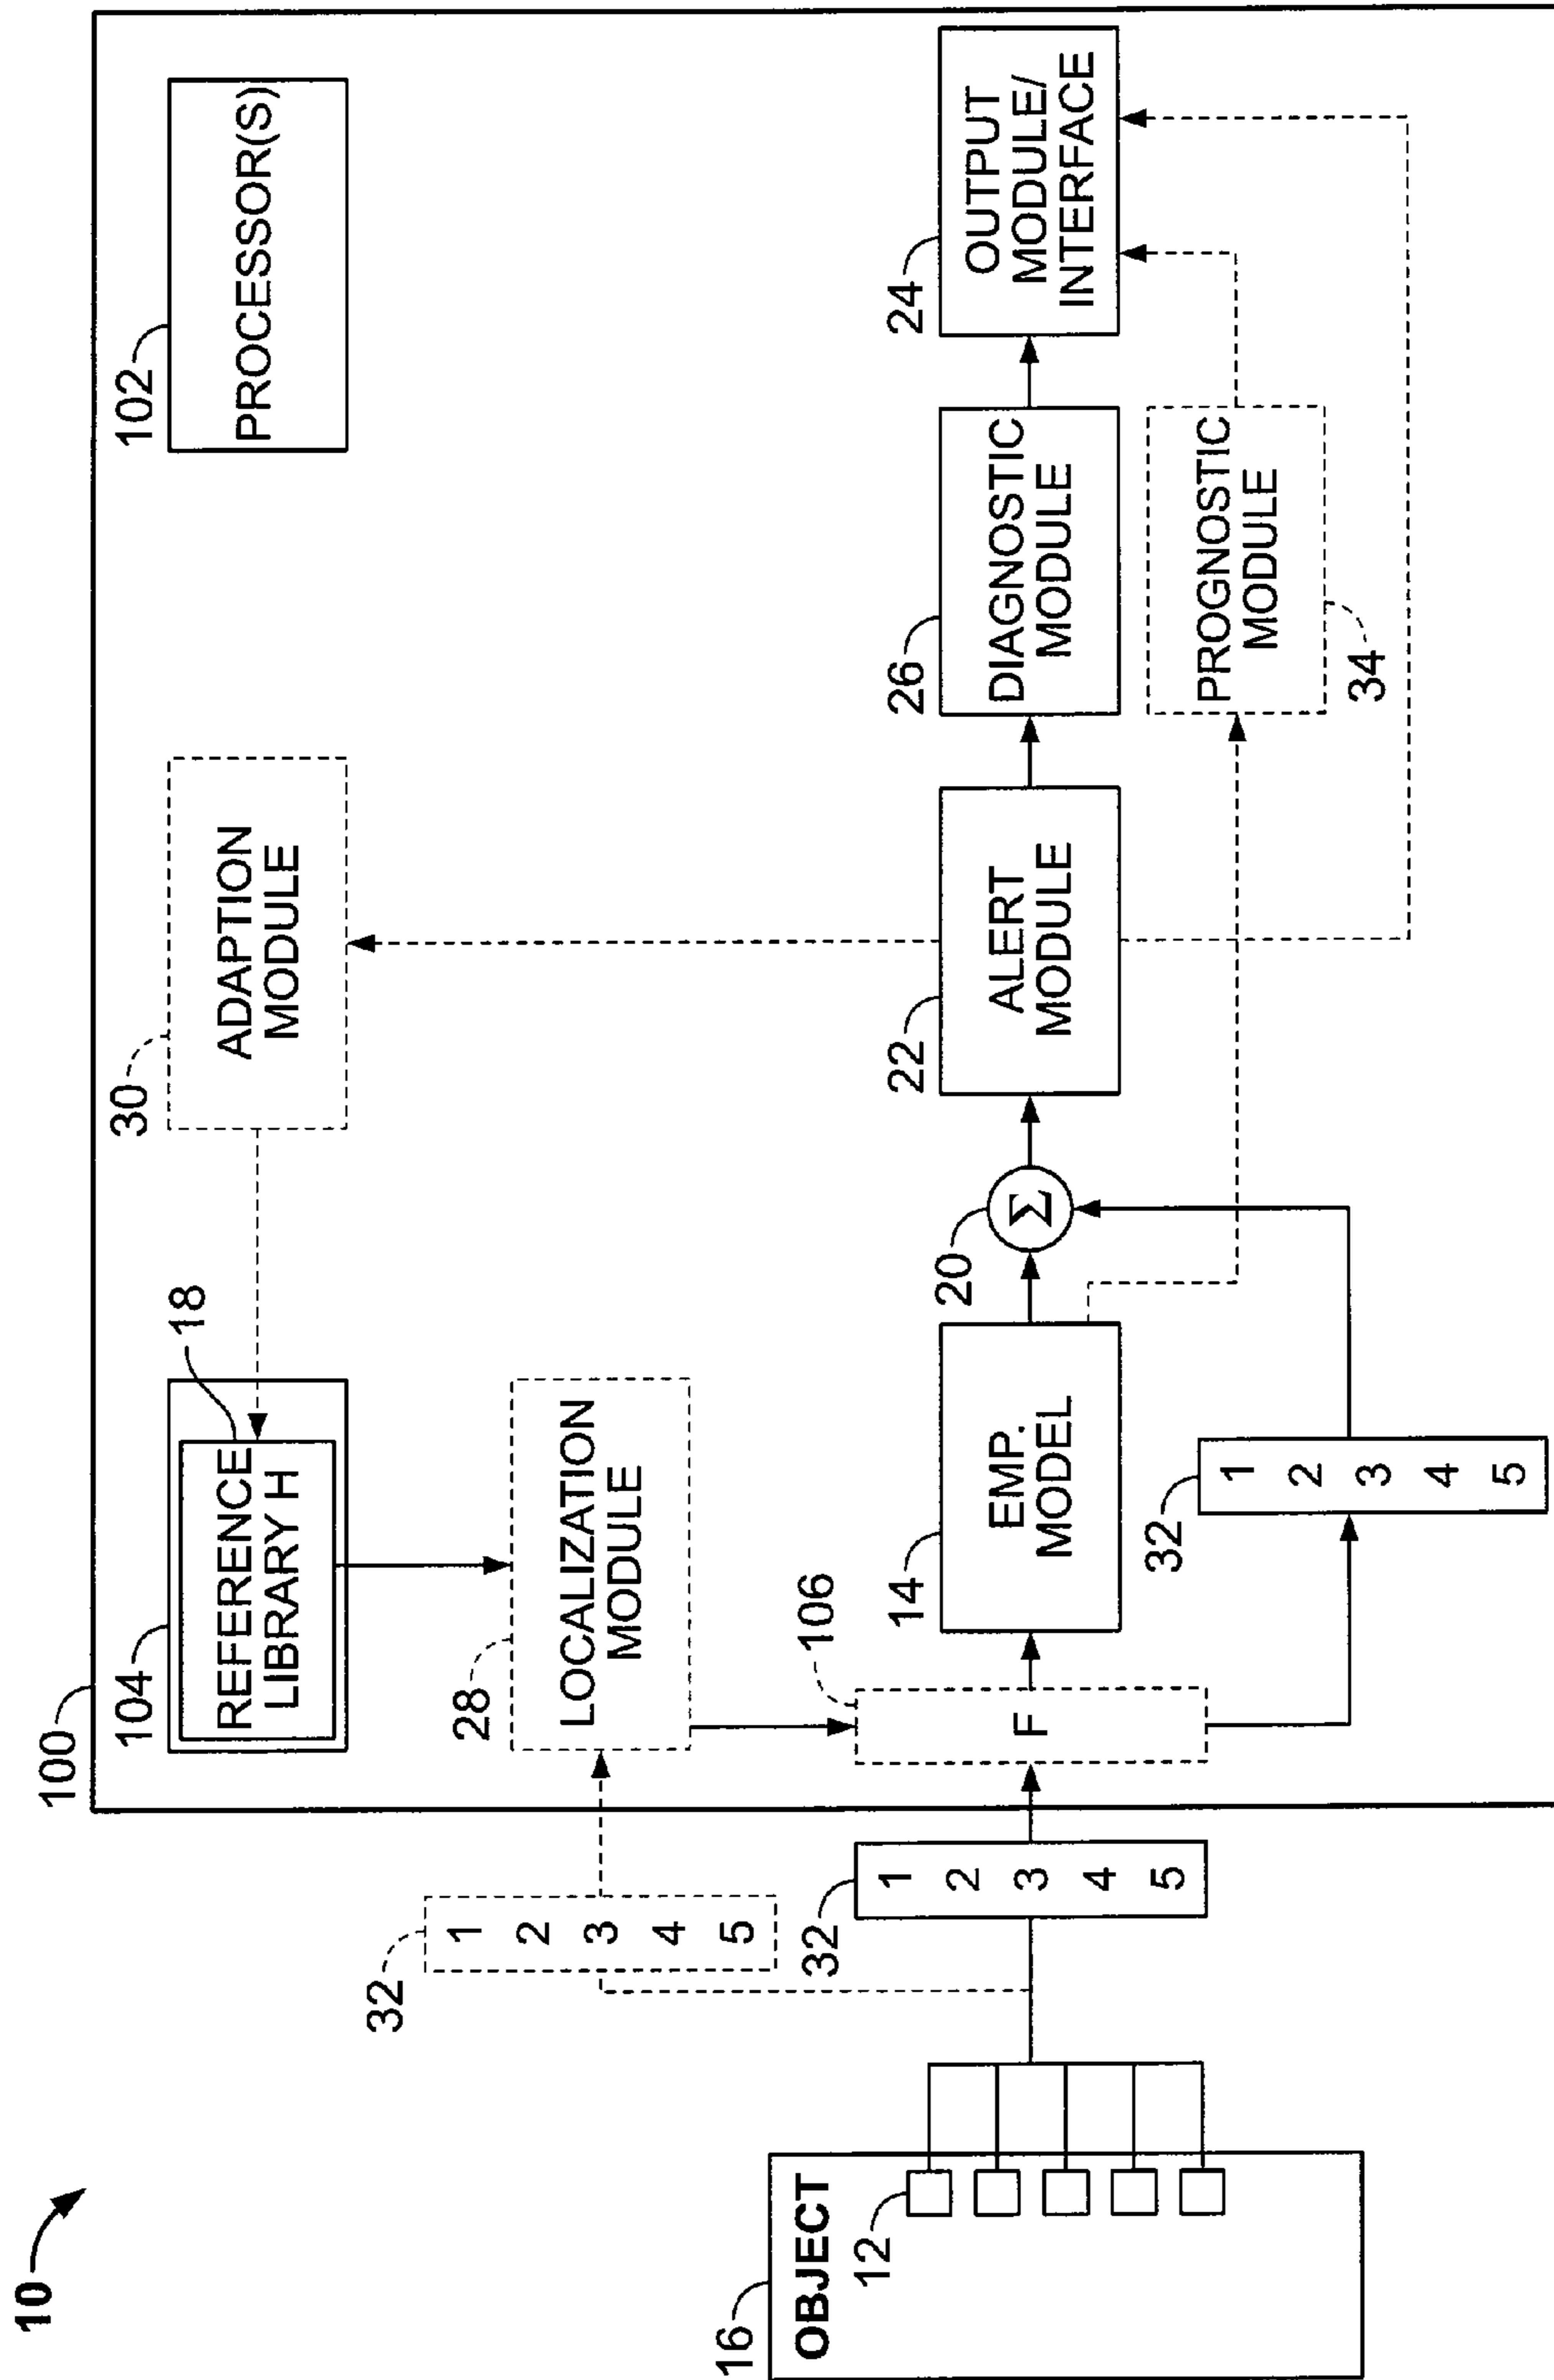 10
100
102
PROCESSOR(S)
30
ADAPTION
MODULE
104
18
REFERENCE
LIBRARY H
28
LOCALIZATION
MODULE
32
1
2
3
4
5
32
1
2
3
4
5
106
F
14
EMP.
MODEL
20
Σ
22
ALERT
MODULE
26
DIAGNOSTIC
MODULE
24
OUTPUT
MODULE/
INTERFACE
PROGNOSTIC
MODULE
34
32
1
2
3
4
5
16
OBJECT
12